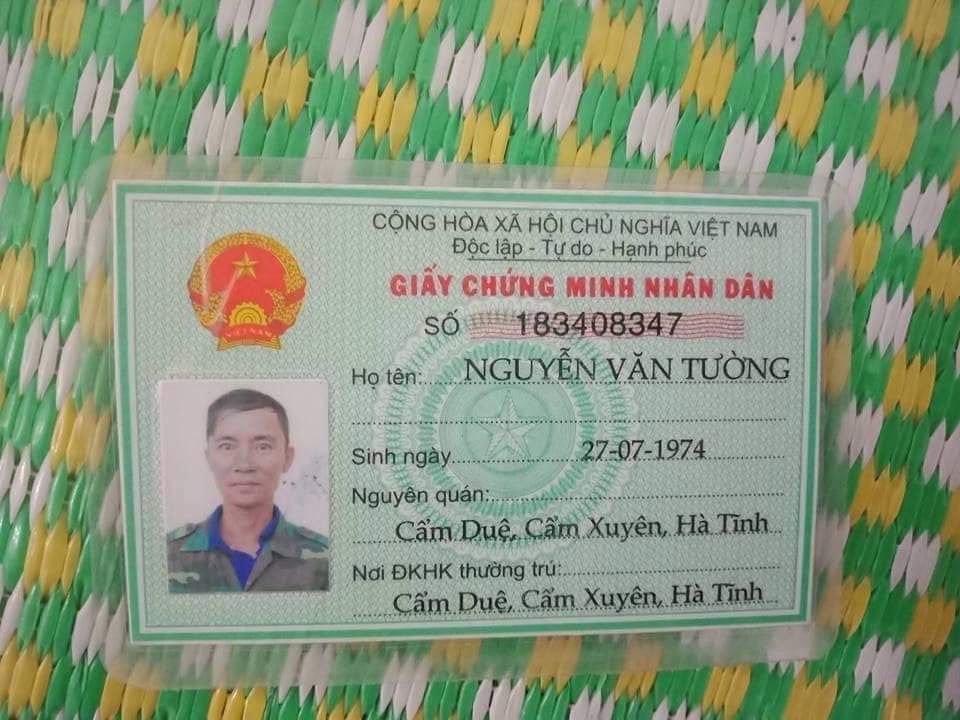 CỘNG HÒA XÃ HỘI CHỦ NGHĨA VIỆT NAM
Độc lập - Tự do - Hạnh phúc
GIẤY CHỨNG MINH NHÂN DÂN
SỐ 183408347
Họ tên: NGUYỄN VĂN TƯỜNG
Sinh ngày 27-07-1974
Nguyên quán:
Cẩm Duệ, Cẩm Xuyên, Hà Tĩnh
Nơi ĐKHK thường trú:
Cẩm Duệ, Cẩm Xuyên, Hà Tĩnh
VIỆT NAM